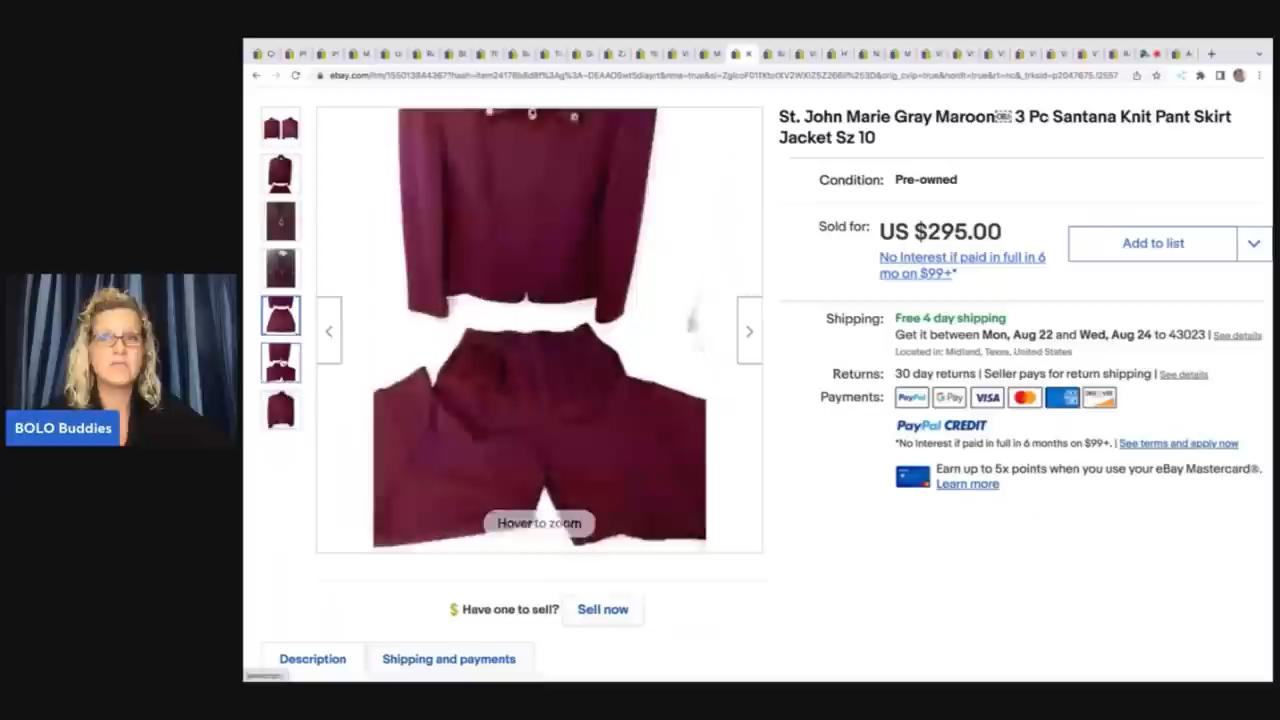 St. John Marie Gray Maroon 3 Pc Santana Knit Pant Skirt
Jacket Sz 10
Condition: Pre-owned
Sold for: US $295.00
Add to list
No Interest if paid in full in 6
mo on $99+*
Shipping: Free 4 day shipping
Get it between Mon, Aug 22 and Wed, Aug 24 to 43023 | See details
Located in: Midland, Texas, United States
Returns: 30 day returns | Seller pays for return shipping | See details
Payments: PayPal G Pay VISA
PayPal CREDIT
*No Interest if paid in full in 6 months on $99+. | See terms and apply now
Earn up to 5x points when you use your eBay Mastercard®.
Learn more
BOLO Buddies
Hover to zoom
$ Have one to sell? Sell now
Description Shipping and payments